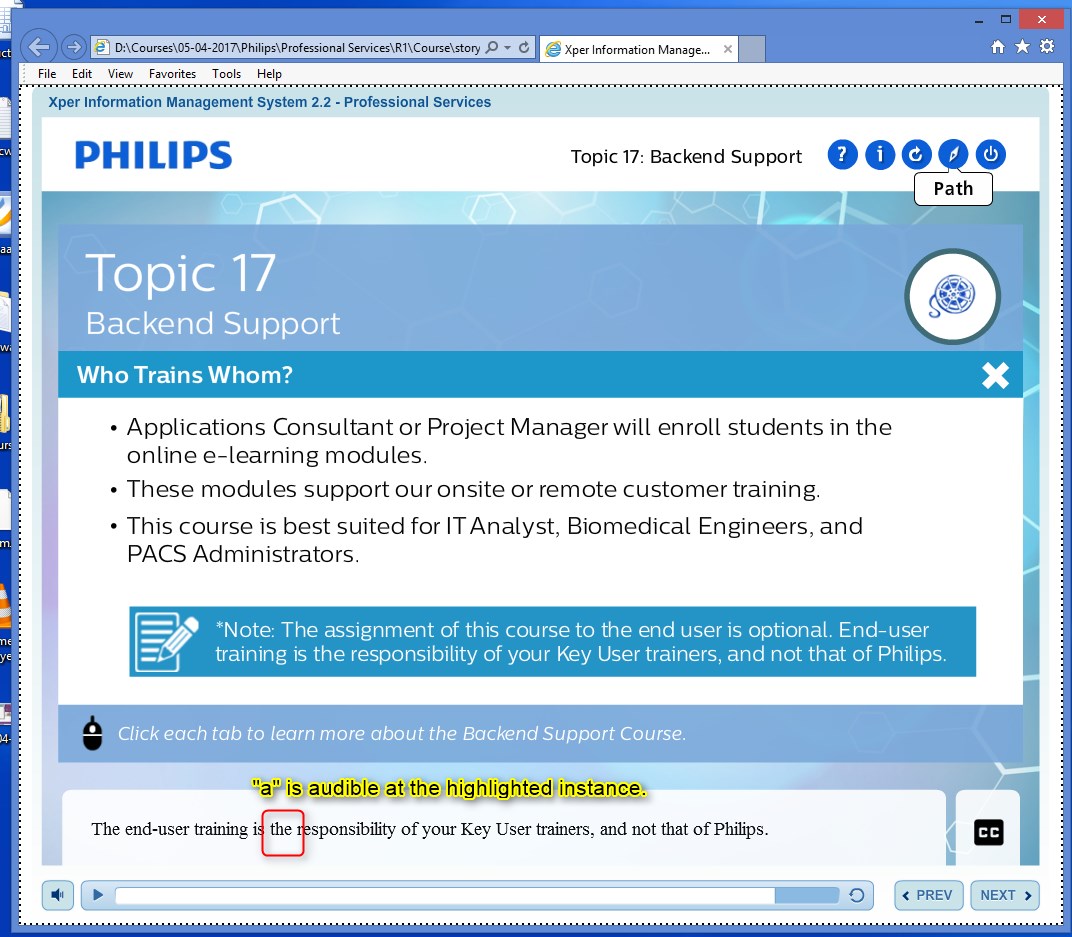 D:\Courses\05-04-2017\Philips\Professional Services\R1\Course\story
Xper Information Manage...
File Edit View Favorites Tools Help
Xper Information Management System 2.2 - Professional Services
PHILIPS
Topic 17: Backend Support
Path
Topic 17
Backend Support
Who Trains Whom?
• Applications Consultant or Project Manager will enroll students in the
online e-learning modules.
• These modules support our onsite or remote customer training.
• This course is best suited for IT Analyst, Biomedical Engineers, and
PACS Administrators.
*Note: The assignment of this course to the end user is optional. End-user
training is the responsibility of your Key User trainers, and not that of Philips.
Click each tab to learn more about the Backend Support Course.
"a" is audible at the highlighted instance.
The end-user training is the responsibility of your Key User trainers, and not that of Philips.
CC
PREV
NEXT